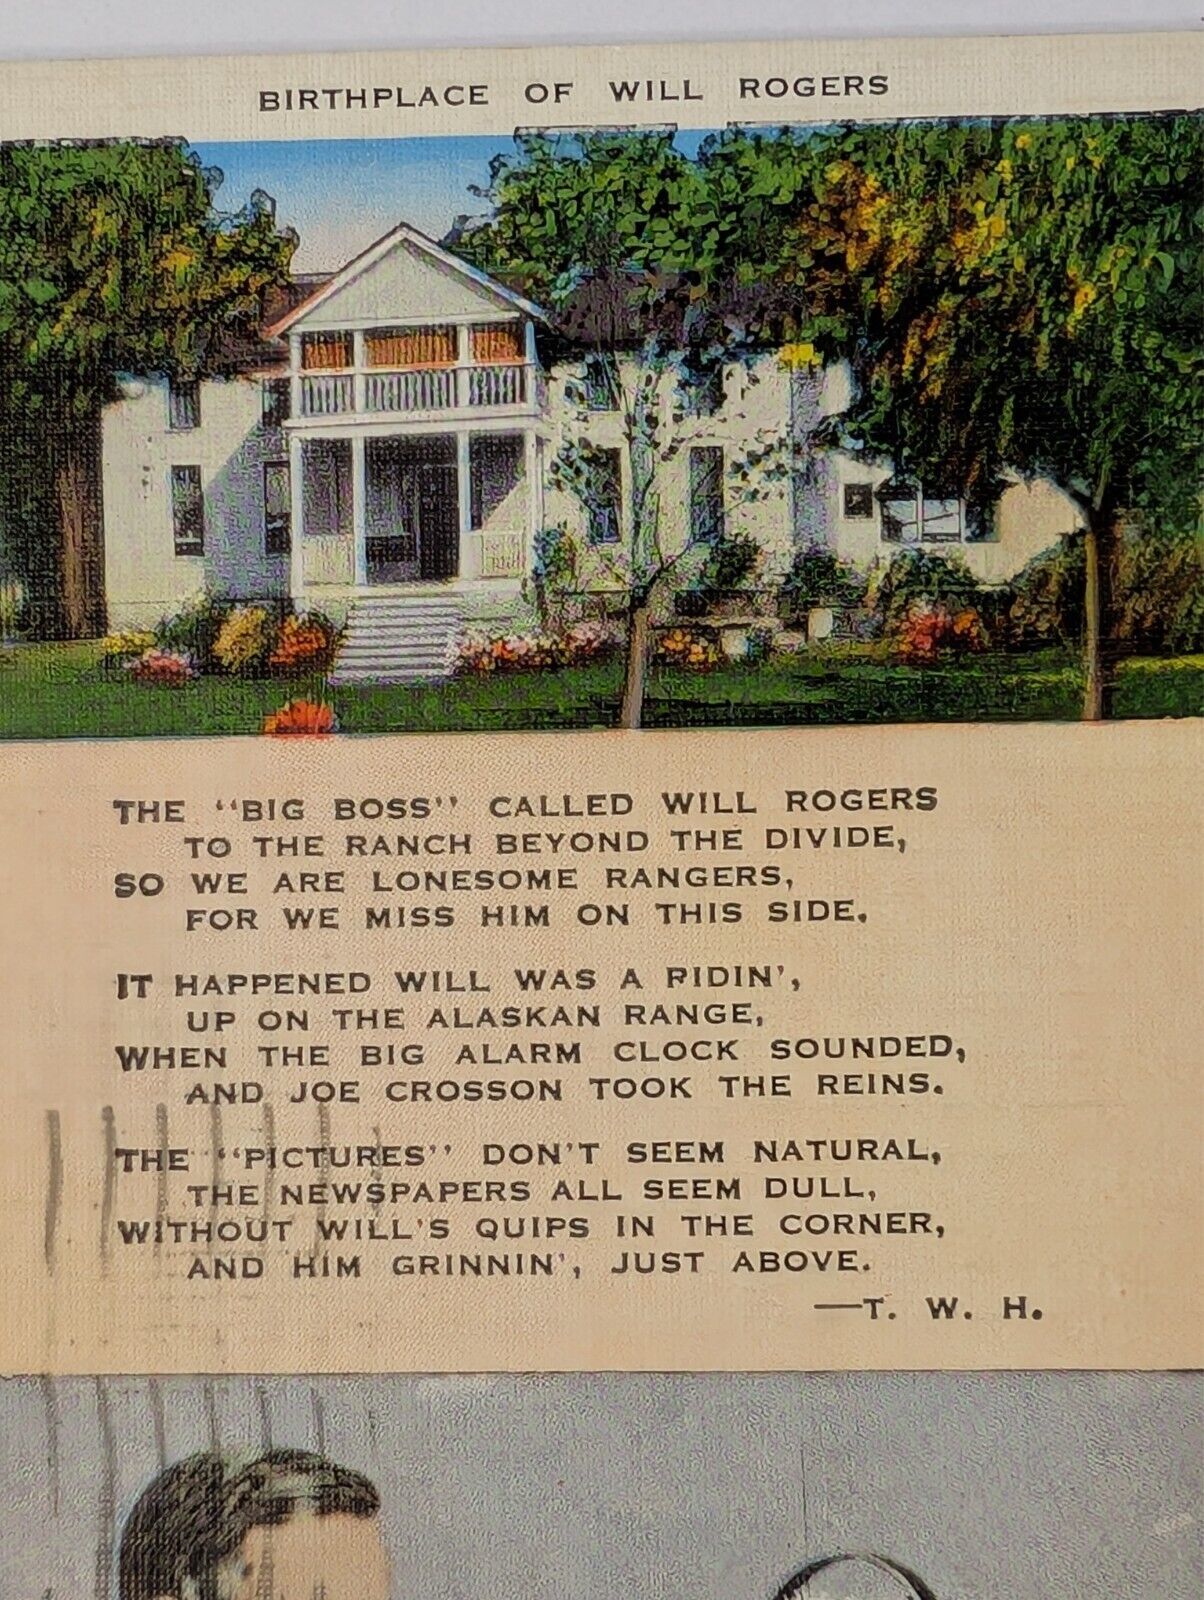 BIRTHPLACE OF WILL ROGERS
THE "BIG BOSS" CALLED WILL ROGERS
TO THE RANCH BEYOND THE DIVIDE,
SO WE ARE LONESOME RANGERS,
FOR WE MISS HIM ON THIS SIDE.
IT HAPPENED WILL WAS A RIDIN',
UP ON THE ALASKAN RANGE,
WHEN THE BIG ALARM CLOCK SOUNDED,
AND JOE CROSSON TOOK THE REINS.
THE "PICTURES" DON'T SEEM NATURAL,
THE NEWSPAPERS ALL SEEM DULL,
WITHOUT WILL'S QUIPS IN THE CORNER,
AND HIM GRINNIN', JUST ABOVE.
—T. W. H.